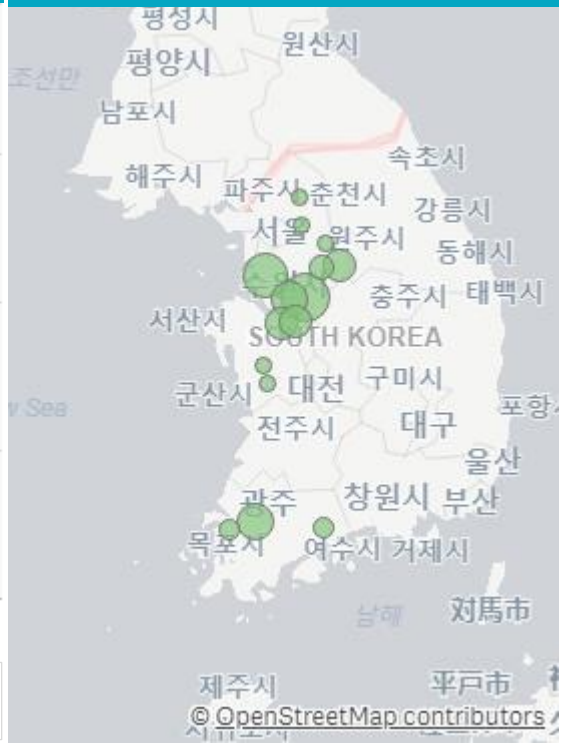 평성시
원산시
평양시
조선만
남포시
속초시
해주시
파주시
춘천시
강릉시
서울
원주시
동해시
충주시
태백시
서산시
SOUTH KOREA
구미시
군산시
대전
w Sea
포항
전주시
대구
울산
광주
창원시
부산
목포시
여수시
거제시
남해
対馬市
제주시
平戸市
© OpenStreetMap contributors